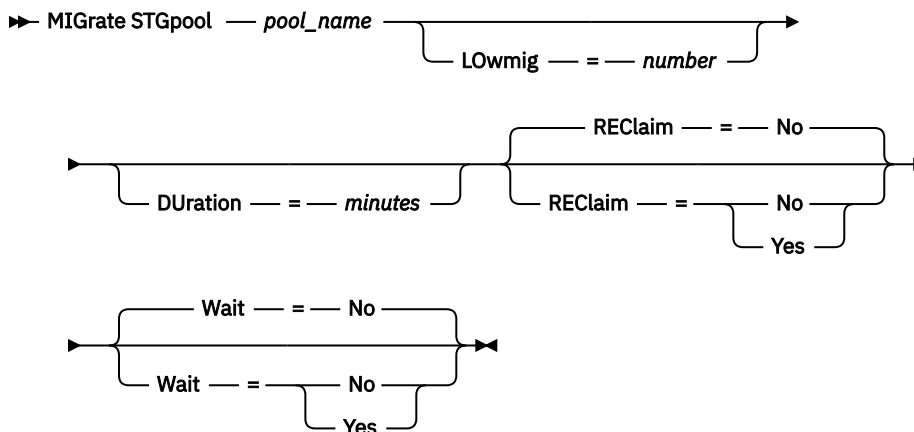 MIGrate STGpool pool_name
LOwmig = number
REClaim = No
DUration = minutes REClaim = No
Yes
Wait = No
Wait = No
Yes